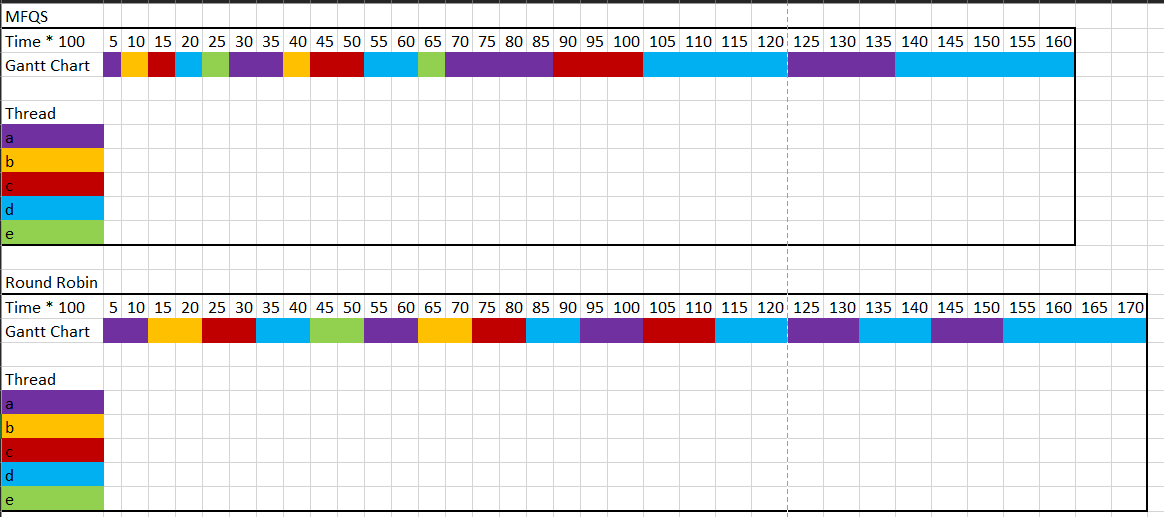 MFQS
Time * 100 5 10 15 20 25 30 35 40 45 50 55 60 65 70 75 80 85 90 95 100 105 110 115 120 125 130 135 140 145 150 155 160
Gantt Chart
Thread
a
b
c
d
e
Round Robin
Time * 100 5 10 15 20 25 30 35 40 45 50 55 60 65 70 75 80 85 90 95 100 105 110 115 120 125 130 135 140 145 150 155 160 165 170
Gantt Chart
Thread
a
b
c
d
e